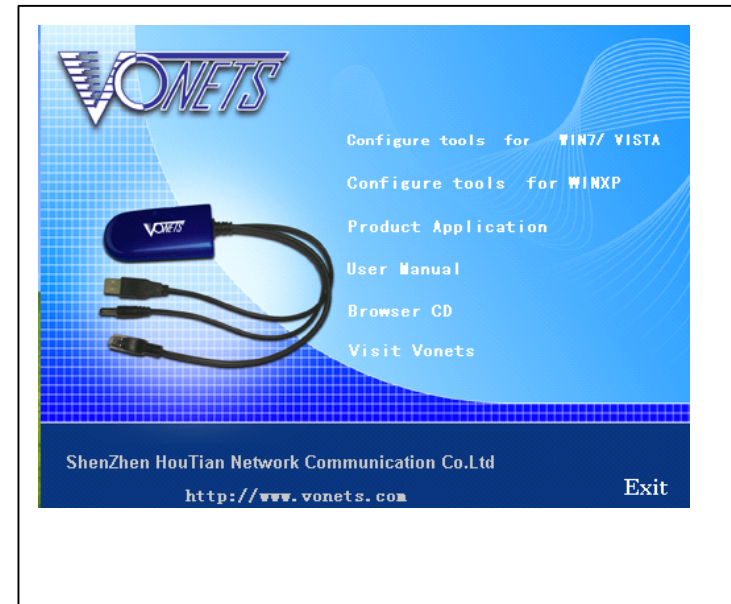 VONETS
Configure tools for WIN7/ VISTA
Configure tools for WINXP
Product Application
VONETS
User Manual
Browser CD
Visit Vonets
ShenZhen HouTian Network Communication Co.Ltd
http://www.vonets.com
Exit